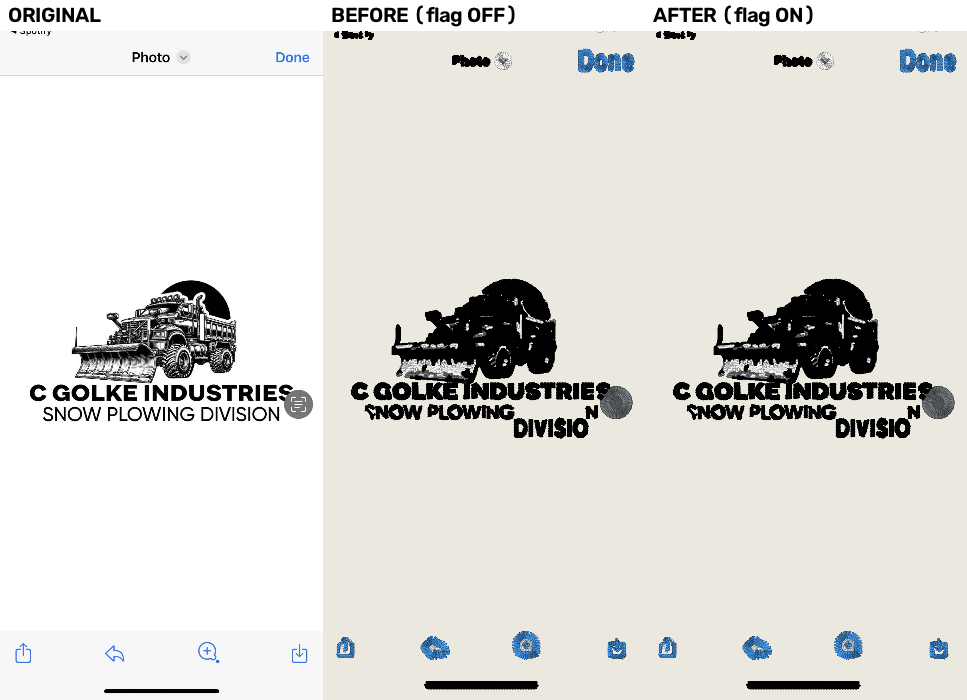 ORIGINAL
BEFORE (flag OFF)
AFTER (flag ON)
Spotify
Photo
Done
Photo
Done
Photo
Done
C GOLKE INDUSTRIES
SNOW PLOWING DIVISION
C GOLKE INDUSTRIES
SNOW PLOWING N
DIVISIO
C GOLKE INDUSTRIES
SNOW PLOWING N
DIVISIO